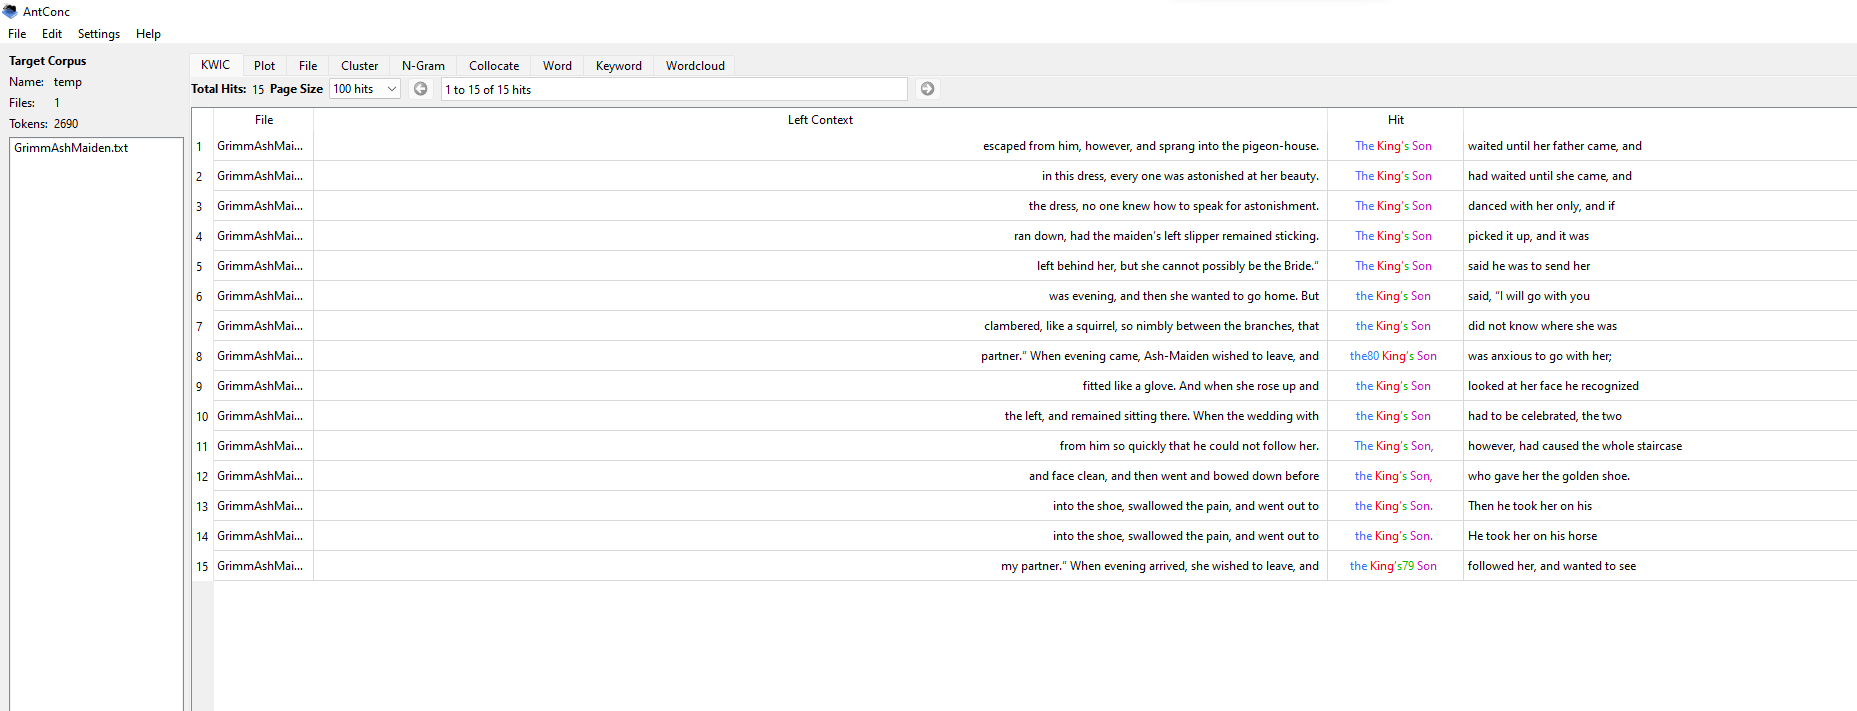 AntConc
File Edit Settings Help
Target Corpus
Name: temp
Files: 1
Tokens: 2690
GrimmAshMaiden.txt
KWIC Plot File Cluster N-Gram Collocate Word Keyword Wordcloud
Total Hits: 15 Page Size 100 hits 1 to 15 of 15 hits
File Left Context Hit
1 GrimmAshMai... escaped from him, however, and sprang into the pigeon-house. The King’s Son waited until her father came, and
2 GrimmAshMai... in this dress, every one was astonished at her beauty. The King’s Son had waited until she came, and
3 GrimmAshMai... the dress, no one knew how to speak for astonishment. The King’s Son danced with her only, and if
4 GrimmAshMai... ran down, had the maiden’s left slipper remained sticking. The King’s Son picked it up, and it was
5 GrimmAshMai... left behind her, but she cannot possibly be the Bride.” The King’s Son said he was to send her
6 GrimmAshMai... was evening, and then she wanted to go home. But the King’s Son said, “I will go with you
7 GrimmAshMai... clambered, like a squirrel, so nimbly between the branches, that the King’s Son did not know where she was
8 GrimmAshMai... partner.” When evening came, Ash-Maiden wished to leave, and the80 King’s Son was anxious to go with her;
9 GrimmAshMai... fitted like a glove. And when she rose up and the King’s Son looked at her face he recognized
10 GrimmAshMai... the left, and remained sitting there. When the wedding with the King’s Son had to be celebrated, the two
11 GrimmAshMai... from him so quickly that he could not follow her. The King’s Son, however, had caused the whole staircase
12 GrimmAshMai... and face clean, and then went and bowed down before the King’s Son, who gave her the golden shoe.
13 GrimmAshMai... into the shoe, swallowed the pain, and went out to the King’s Son. Then he took her on his
14 GrimmAshMai... into the shoe, swallowed the pain, and went out to the King’s Son. He took her on his horse
15 GrimmAshMai... my partner.” When evening arrived, she wished to leave, and the King’s79 Son followed her, and wanted to see